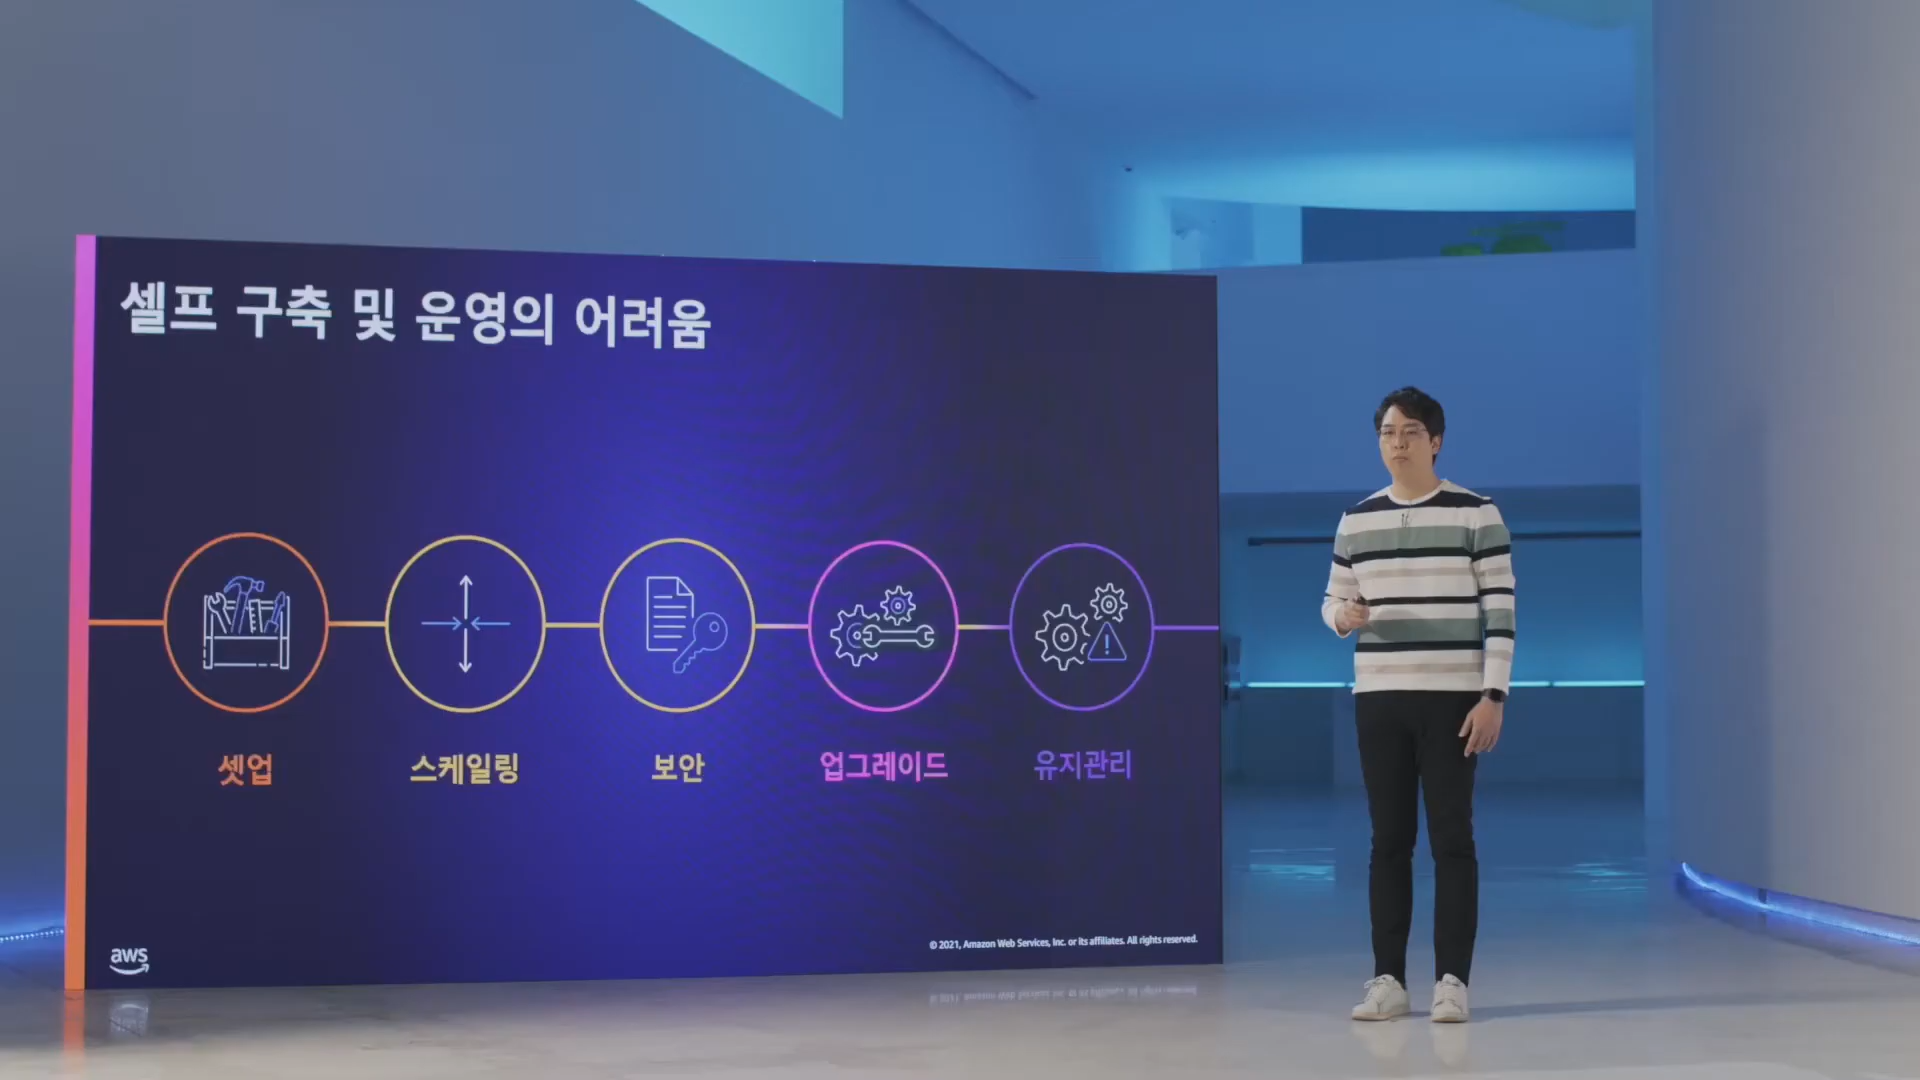 셀프 구축 및 운영의 어려움
셋업
스케일링
보안
업그레이드
유지관리
aws
© 2021, Amazon Web Services, Inc. or its affiliates. All rights reserved.